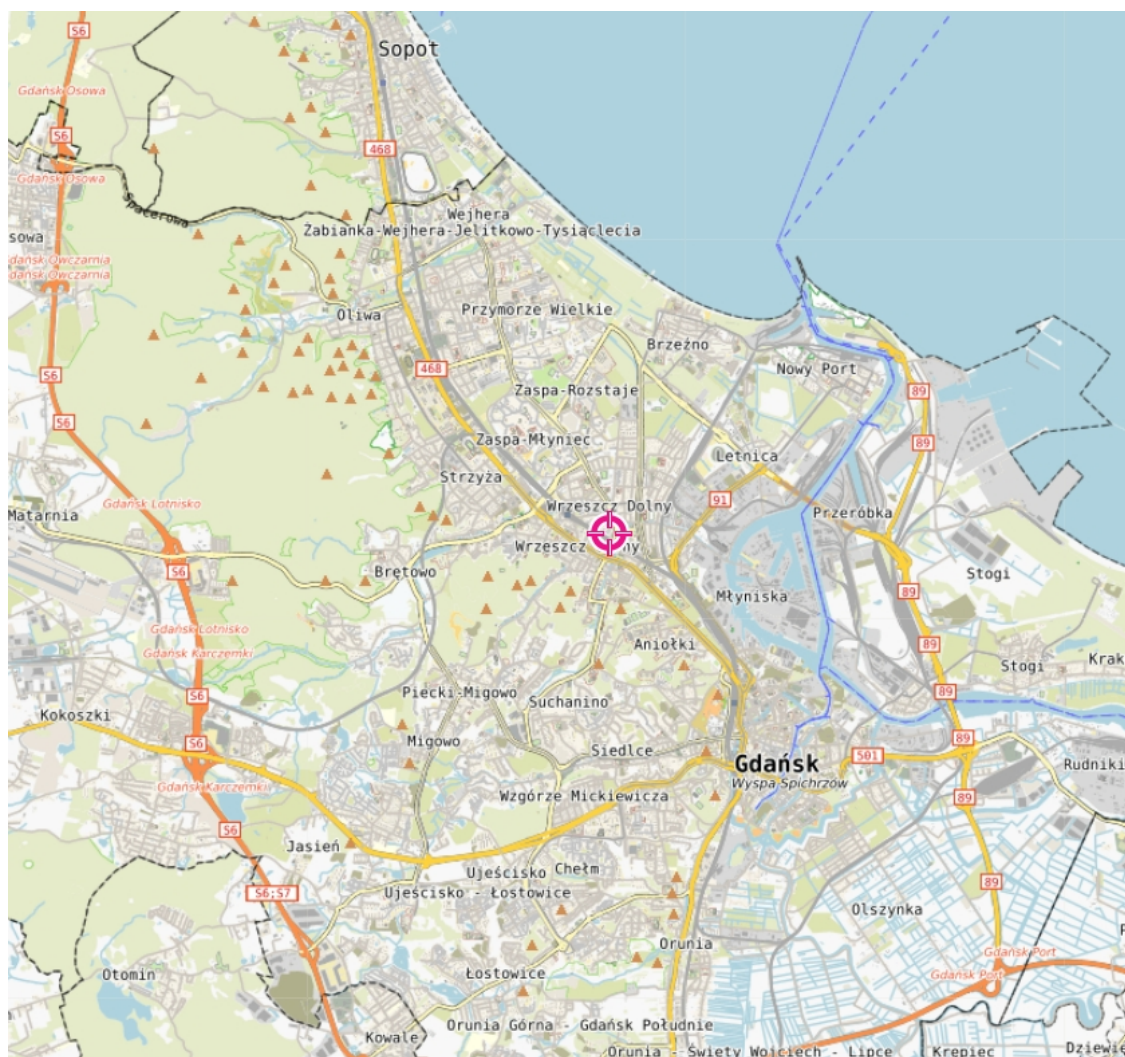 S6
Sopot
Gdańsk Osowa
S6
468
Gdańsk Osowa
Spacerowa
Wejhera
Żabianka-Wejhera-Jelitkowo-Tysiąclecia
sowa
dańsk Owczarnia
dańsk Owczarnia
Oliwa
Przymorze Wielkie
Brzeźno
Nowy Port
468
S6
89
Zaspa-Rozstaje
S6
Zaspa-Młyniec
89
Letnica
Strzyża
91
Gdańsk Lotnisko
Wrzeszcz Dolny
Przeróbka
Matarnia
Wrzeszcz
Brętowo
S6
Stogi
89
Młyniska
Gdańsk Lotnisko
Aniołki
89
Gdańsk Karczemki
Stogi
Krak
Piecki-Migowo
S6
89
Suchanino
Kokoszki
Migowo
S6
Siedlce
89
Gdańsk
501
Rudniki
Wyspa Spichrzów
Gdańsk Karczemki
Wzgórze Mickiewicza
89
S6
Jasień
Ujeścisko
Chełm
S6;S7
Ujeścisko - Łostowice
89
Olszynka
Orunia
Gdańsk Port
Otomin
Łostowice
Gdańsk Port
Orunia Górna - Gdańsk Południe
Kowale
Orunia - Święty Wojciech - Lipce
Krępiec
Dziewie